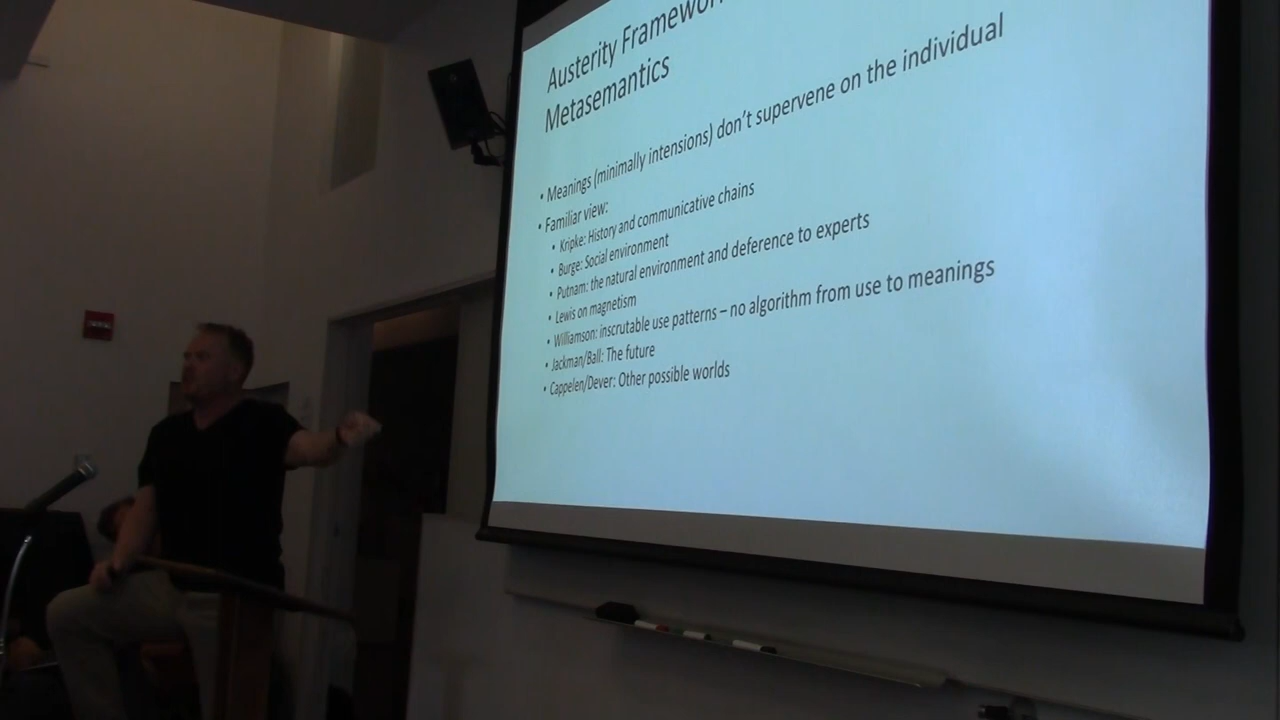 Austerity Framework
Metasemantics
• Meanings (minimally intensions) don't supervene on the individual
• Familiar view:
• Kripke: History and communicative chains
• Burge: Social environment
• Putnam: the natural environment and deference to experts
• Lewis on magnetism
• Williamson: inscrutable use patterns – no algorithm from use to meanings
• Jackman/Ball: The future
• Cappelen/Dever: Other possible worlds